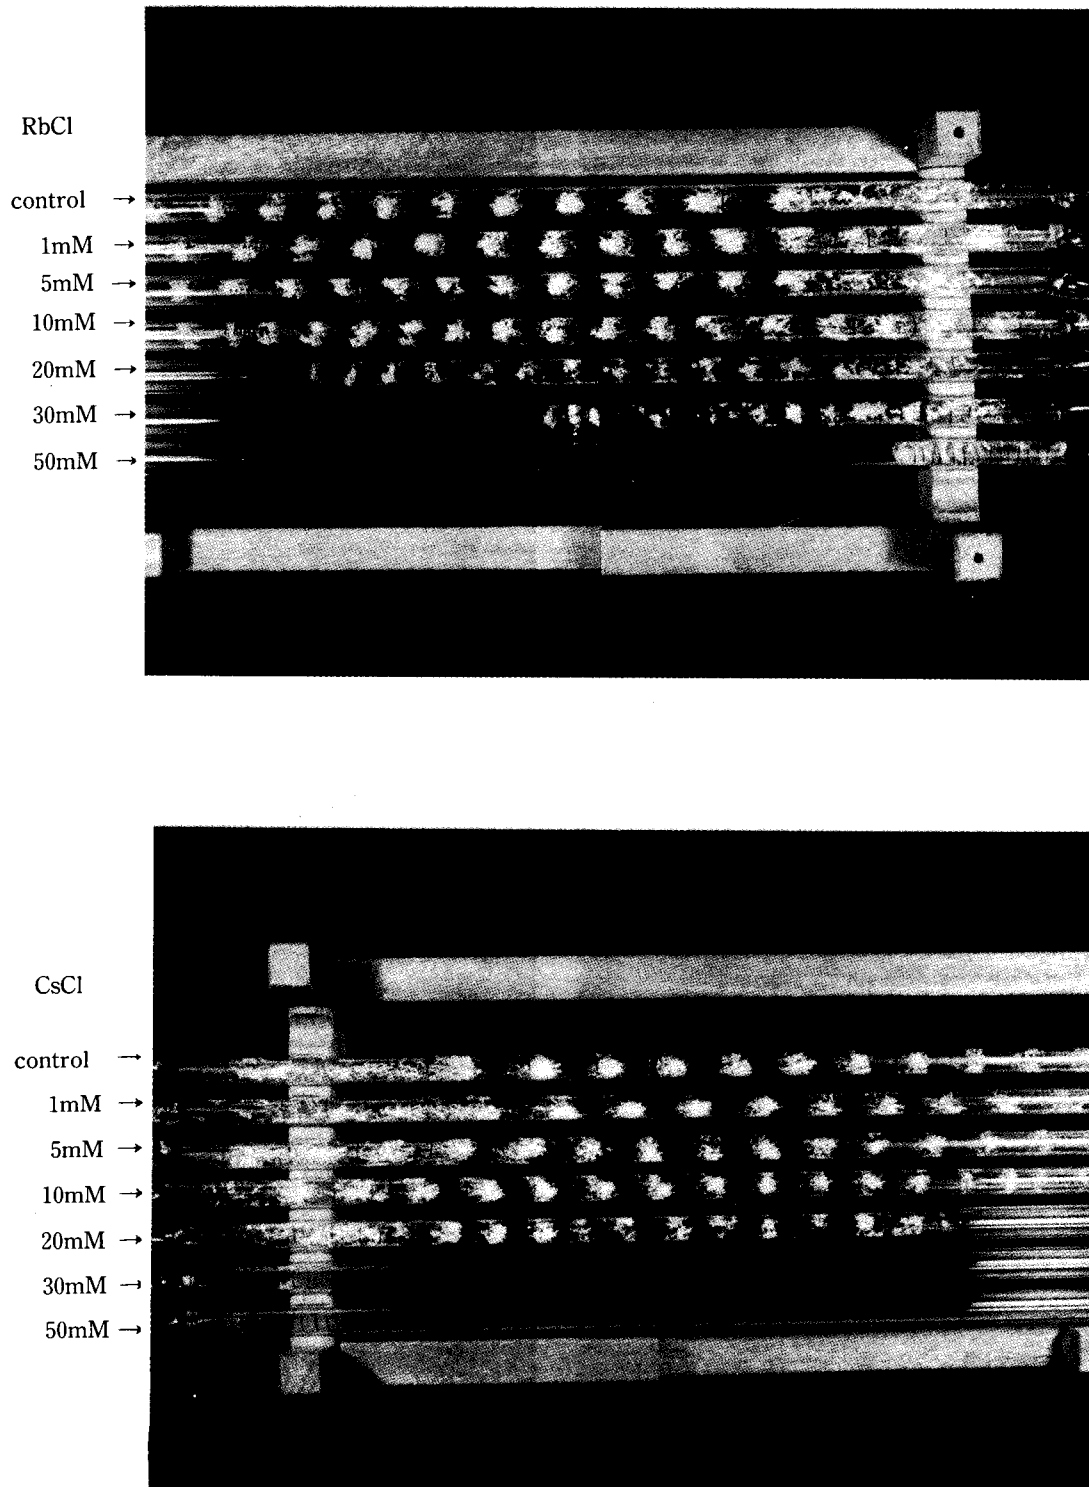 RbCl
control →
1mM →
5mM →
10mM →
20mM →
30mM →
50mM →
CsCl
control →
1mM →
5mM →
10mM →
20mM →
30mM →
50mM →